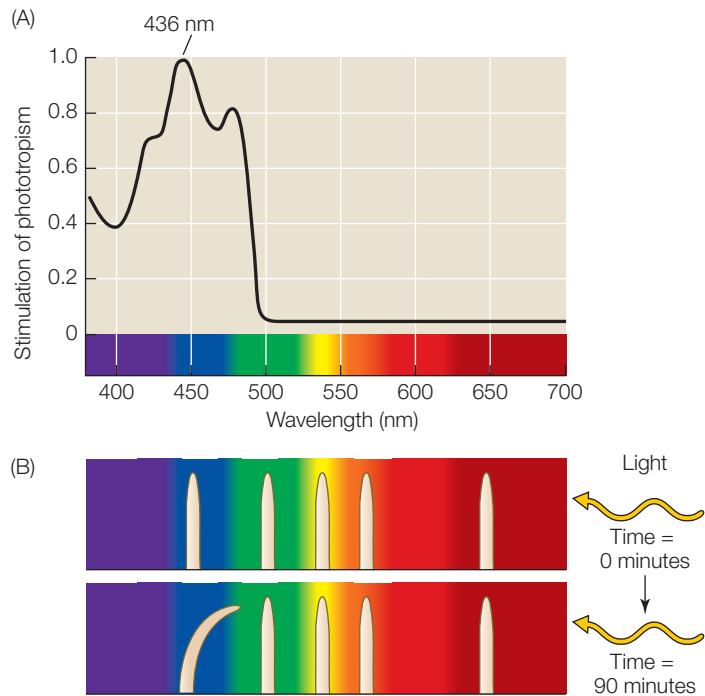 (A)
436 nm
Stimulation of phototropism
1.0
0.8
0.6
0.4
0.2
0
400 450 500 550 600 650 700
Wavelength (nm)
(B)
Light
Time =
0 minutes
Time =
90 minutes